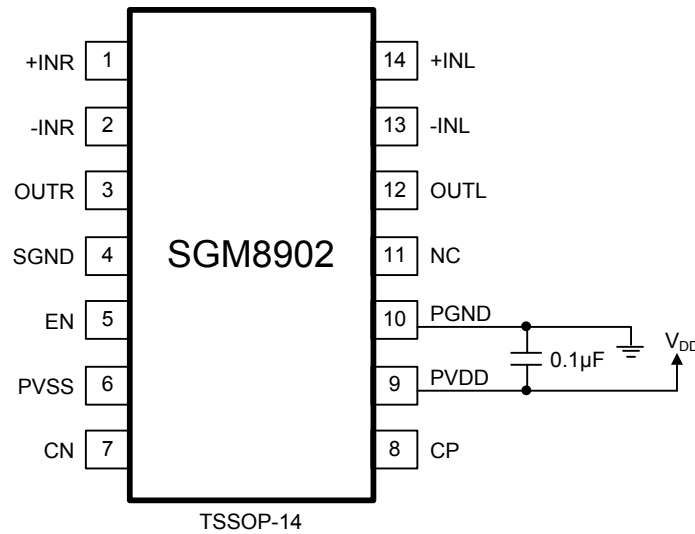 +INR 1 14 +INL
-INR 2 13 -INL
OUTR 3 12 OUTL
SGND 4 SGM8902 11 NC
EN 5 10 PGND
0.1µF VDD
PVSS 6 9 PVDD
CN 7 8 CP
TSSOP-14